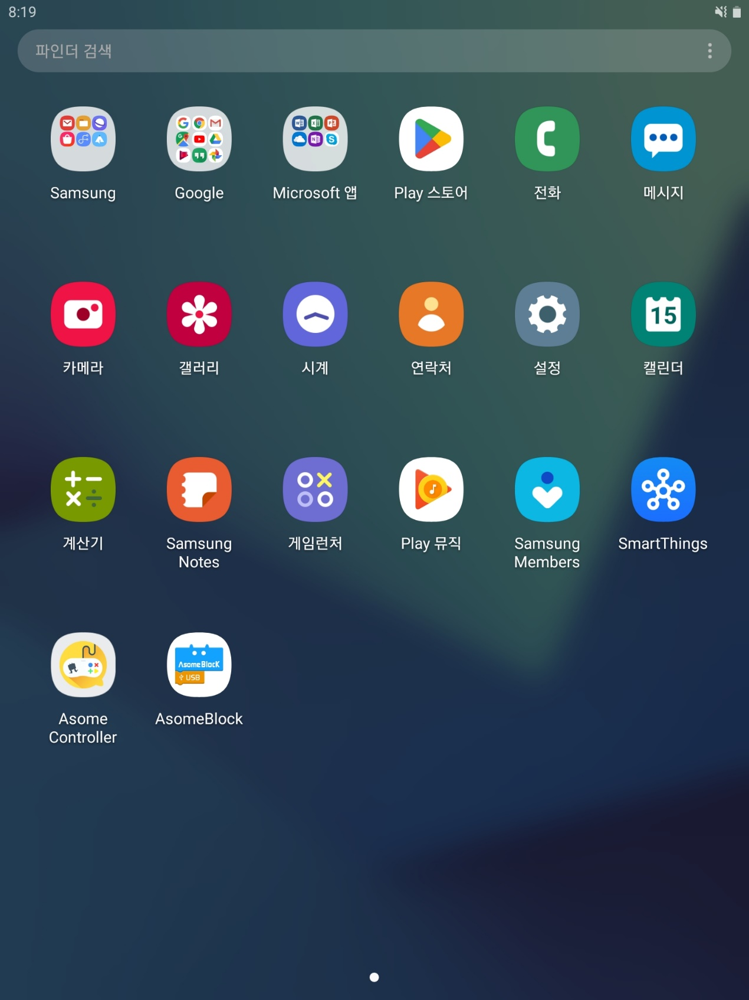 8:19
파인더 검색
Samsung
Google
Microsoft 앱
Play 스토어
전화
메시지
카메라
갤러리
시계
연락처
설정
15
캘린더
계산기
Samsung
Notes
게임런처
Play 뮤직
Samsung
Members
SmartThings
Asome
Controller
AsomeBlocK
USB
AsomeBlock